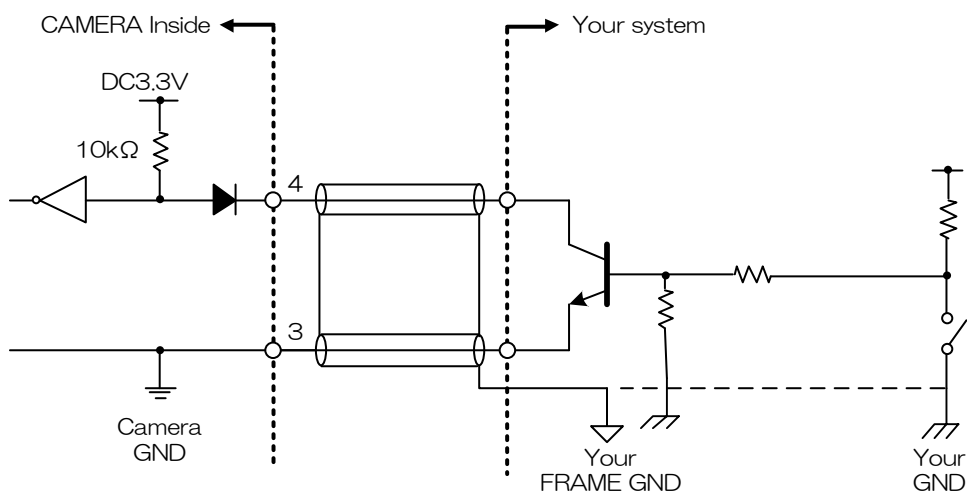 CAMERA Inside
Your system
DC3.3V
10kΩ
4
3
Camera
GND
Your
FRAME GND
Your
GND